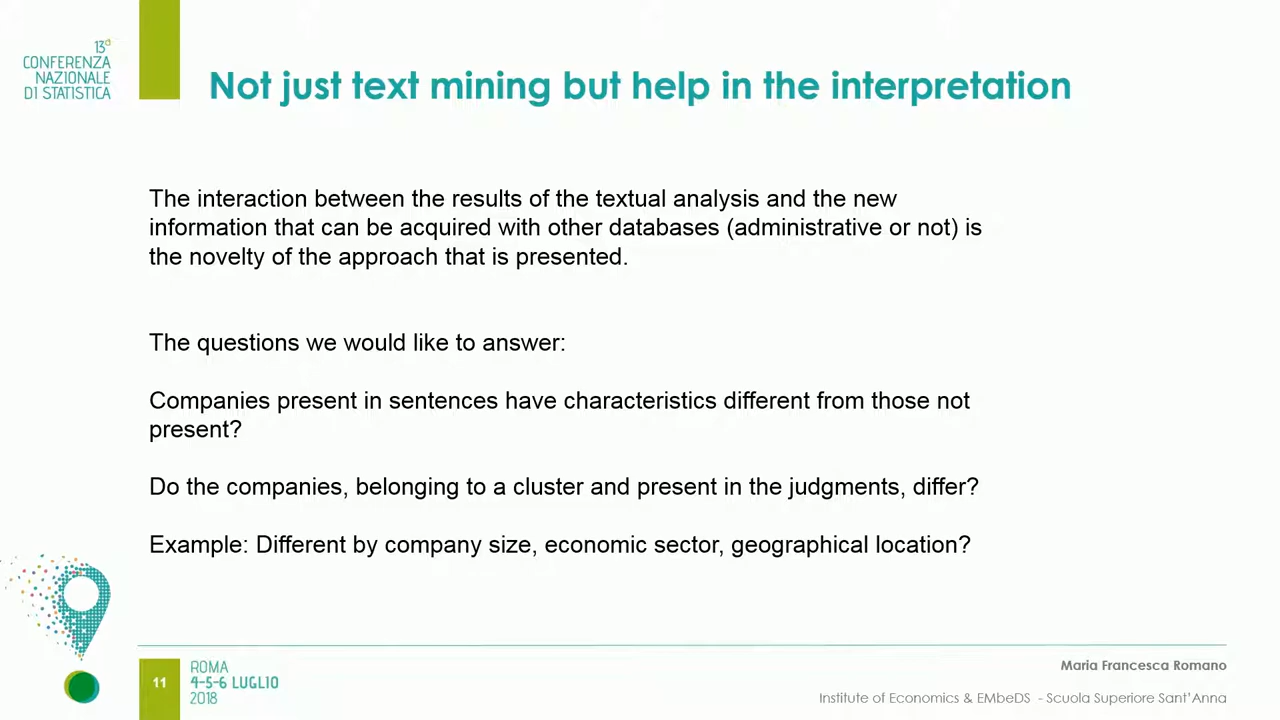 13ª
CONFERENZA
NAZIONALE
DI STATISTICA
Not just text mining but help in the interpretation
The interaction between the results of the textual analysis and the new
information that can be acquired with other databases (administrative or not) is
the novelty of the approach that is presented.
The questions we would like to answer:
Companies present in sentences have characteristics different from those not
present?
Do the companies, belonging to a cluster and present in the judgments, differ?
Example: Different by company size, economic sector, geographical location?
11
ROMA
4-5-6 LUGLIO
2018
Maria Francesca Romano
Institute of Economics & EMbeDS - Scuola Superiore Sant'Anna